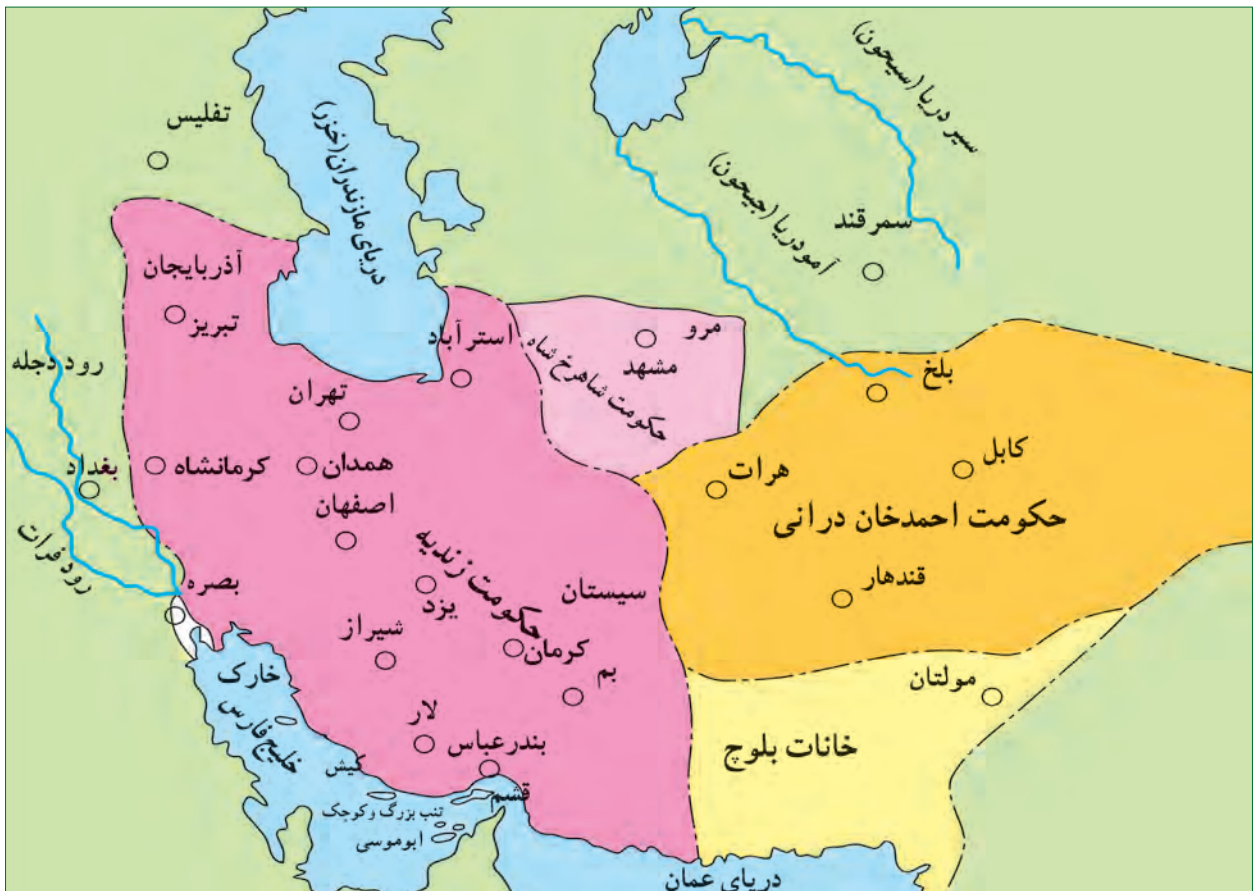 سیر دریا (سیحون)
تفلیس
دریای مازندران (خزر)
آمودریا (جیحون)
سمرقند
آذربایجان
تبریز
استرآباد
مرو
مشهد
حکومت شاهرخ شاه
رود دجله
بلخ
تهران
بغداد
کرمانشاه
همدان
هرات
کابل
اصفهان
حکومت احمدخان درانی
رود فرات
حکومت زندیه
بصره
یزد
سیستان
قندهار
شیراز
کرمان
خارک
بم
مولتان
لار
خلیج فارس
بندرعباس
خانات بلوچ
کیش
قشم
تنب بزرگ و کوچک
ابوموسی
دریای عمان